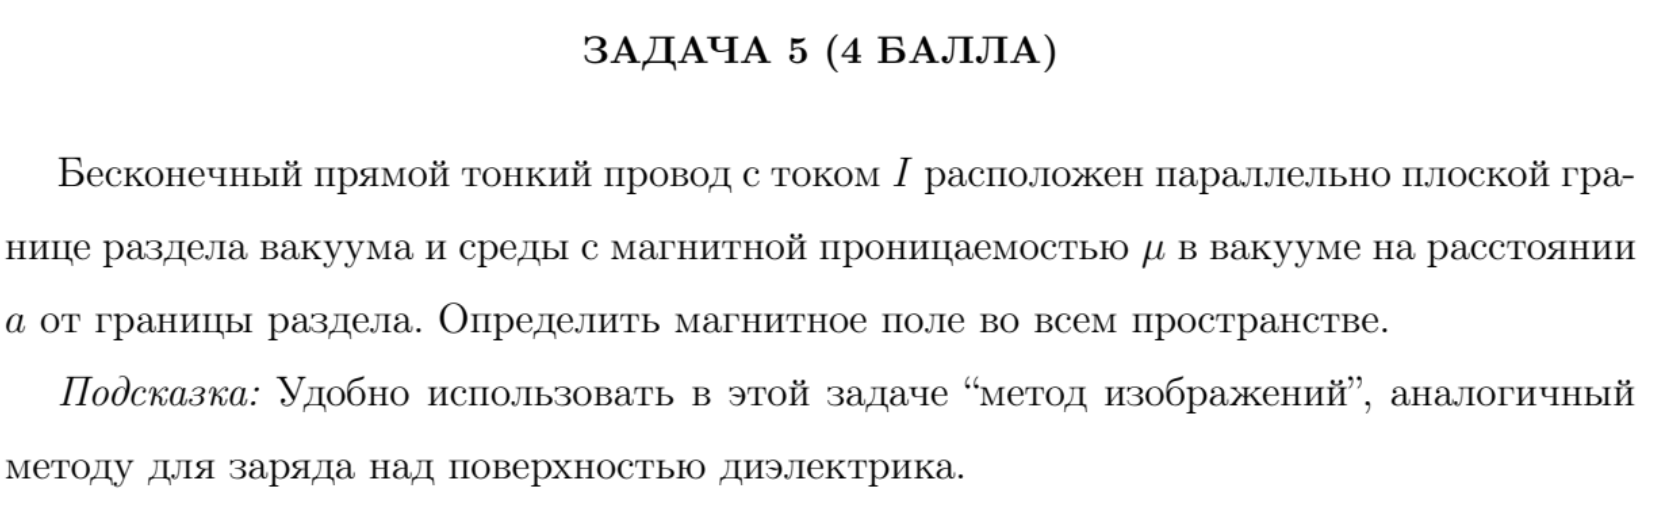 ЗАДАЧА 5 (4 БАЛЛА)
Бесконечный прямой тонкий провод с током I расположен параллельно плоской гра-
нице раздела вакуума и среды с магнитной проницаемостью μ в вакууме на расстоянии
a от границы раздела. Определить магнитное поле во всем пространстве.
Подсказка: Удобно использовать в этой задаче “метод изображений”, аналогичный
методу для заряда над поверхностью диэлектрика.